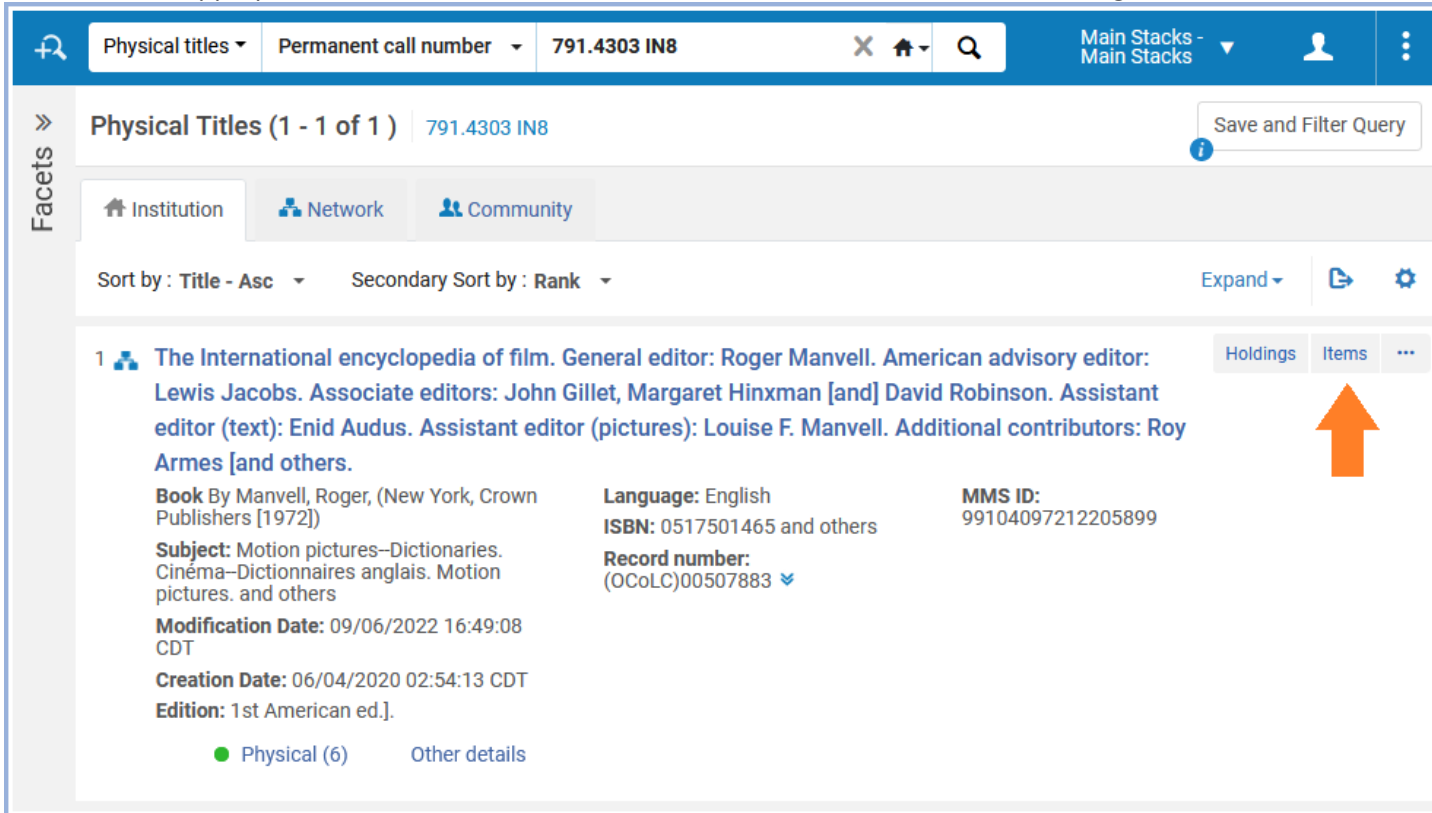 Physical titles
Permanent call number
791.4303 IN8
Main Stacks -
Main Stacks
Facets
Physical Titles (1 - 1 of 1 )
791.4303 IN8
Save and Filter Query
Institution
Network
Community
Sort by : Title - Asc
Secondary Sort by : Rank
Expand
1
The International encyclopedia of film. General editor: Roger Manvell. American advisory editor:
Lewis Jacobs. Associate editors: John Gillet, Margaret Hinxman [and] David Robinson. Assistant
editor (text): Enid Audus. Assistant editor (pictures): Louise F. Manvell. Additional contributors: Roy
Armes [and others.
Holdings
Items
Book By Manvell, Roger, (New York, Crown
Publishers [1972])
Subject: Motion pictures--Dictionaries.
Cinéma--Dictionnaires anglais. Motion
pictures. and others
Modification Date: 09/06/2022 16:49:08
CDT
Creation Date: 06/04/2020 02:54:13 CDT
Edition: 1st American ed.].
Language: English
ISBN: 0517501465 and others
Record number:
(OCoLC)00507883
MMS ID:
99104097212205899
Physical (6)
Other details